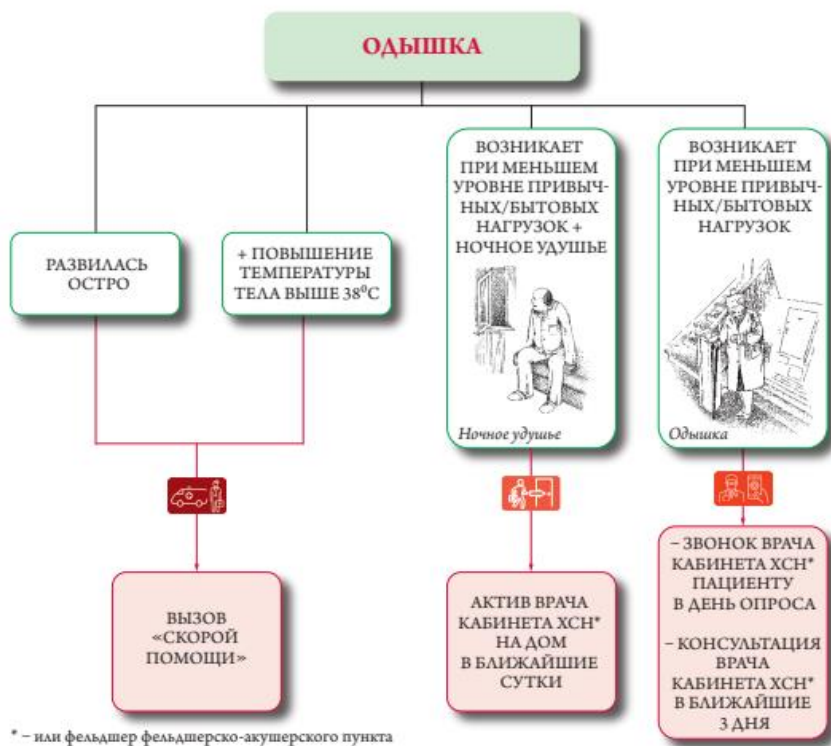 ОДЫШКА
РАЗВИЛАСЬ
ОСТРО
+ ПОВЫШЕНИЕ
ТЕМПЕРАТУРЫ
ТЕЛА ВЫШЕ 38⁰С
ВОЗНИКАЕТ
ПРИ МЕНЬШЕМ
УРОВНЕ ПРИВЫЧ-
НЫХ/БЫТОВЫХ
НАГРУЗОК +
НОЧНОЕ УДУШЬЕ
Ночное удушье
ВОЗНИКАЕТ
ПРИ МЕНЬШЕМ
УРОВНЕ ПРИВЫЧ-
НЫХ/БЫТОВЫХ
НАГРУЗОК
Одышка
ВЫЗОВ
«СКОРОЙ
ПОМОЩИ»
АКТИВ ВРАЧА
КАБИНЕТА ХСН*
НА ДОМ
В БЛИЖАЙШИЕ
СУТКИ
– ЗВОНОК ВРАЧА
КАБИНЕТА ХСН*
ПАЦИЕНТУ
В ДЕНЬ ОПРОСА
– КОНСУЛЬТАЦИЯ
ВРАЧА
КАБИНЕТА ХСН*
В БЛИЖАЙШИЕ
3 ДНЯ
* – или фельдшер фельдшерско-акушерского пункта